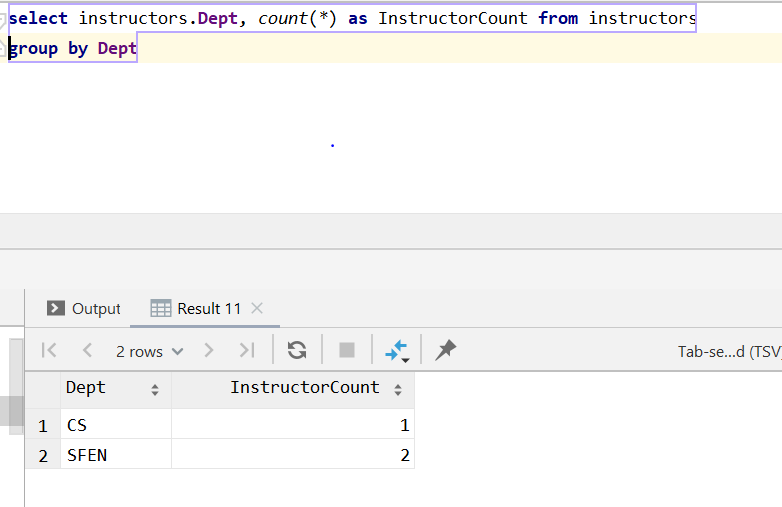 select instructors.Dept, count(*) as InstructorCount from instructors
group by Dept
Output
Result 11
2 rows
Tab-se...d (TSV)
Dept InstructorCount
1 CS 1
2 SFEN 2